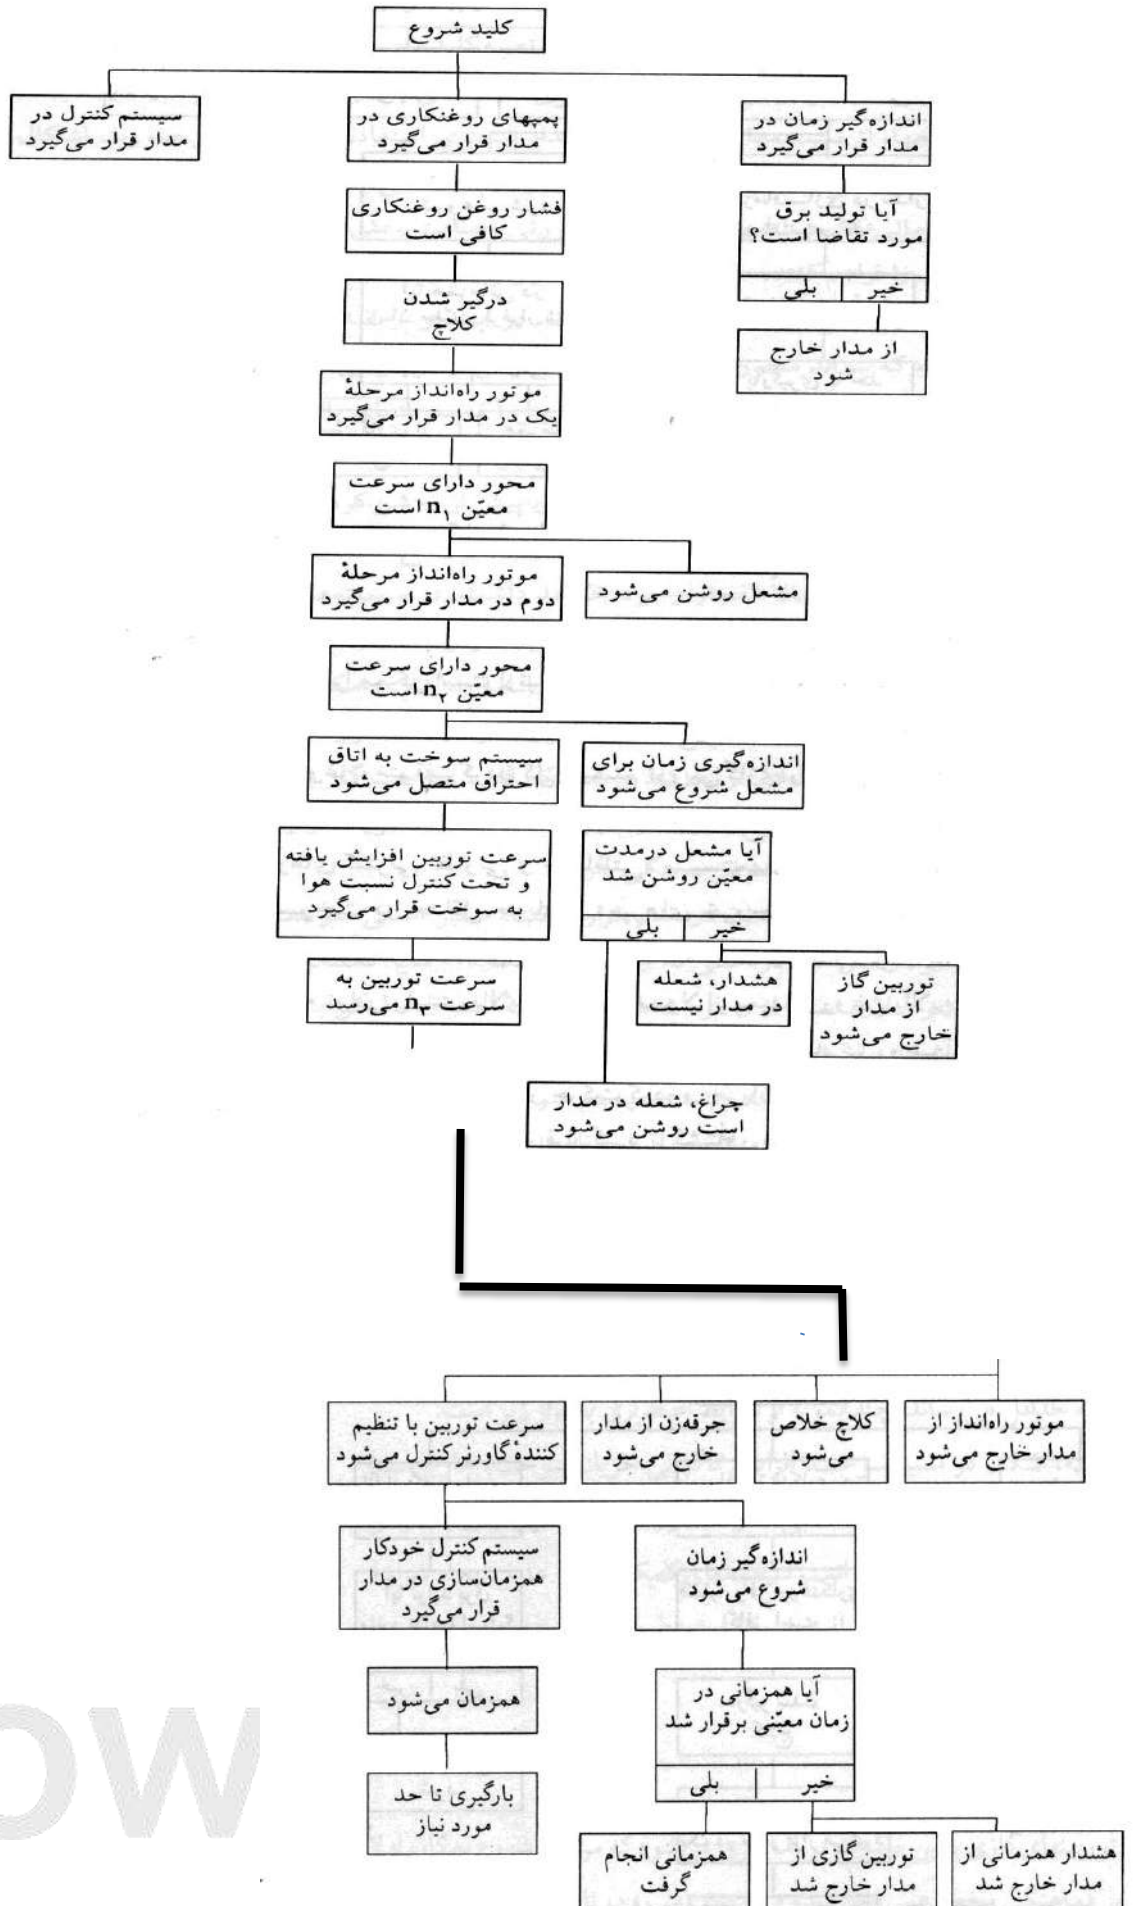 کلید شروع
اندازه‌گیر زمان در
مدار قرار می‌گیرد
پمپهای روغنکاری در
مدار قرار می‌گیرد
سیستم کنترل در
مدار قرار می‌گیرد
آیا تولید برق
مورد تقاضا است؟
خیر
بلی
از مدار خارج
شود
فشار روغن روغنکاری
کافی است
درگیر شدن
کلاچ
موتور راه‌انداز مرحلهٔ
یک در مدار قرار می‌گیرد
محور دارای سرعت
معیّن n۱ است
مشعل روشن می‌شود
موتور راه‌انداز مرحلهٔ
دوم در مدار قرار می‌گیرد
محور دارای سرعت
معیّن n۲ است
اندازه‌گیری زمان برای
مشعل شروع می‌شود
سیستم سوخت به اتاق
احتراق متصل می‌شود
آیا مشعل درمدت
معیّن روشن شد
خیر
بلی
سرعت توربین افزایش یافته
و تحت کنترل نسبت هوا
به سوخت قرار می‌گیرد
توربین گاز
از مدار
خارج می‌شود
هشدار، شعله
در مدار نیست
سرعت توربین به
سرعت n۳ می‌رسد
چراغ، شعله در مدار
است روشن می‌شود
موتور راه‌انداز از
مدار خارج می‌شود
کلاچ خلاص
می‌شود
جرقه‌زن از مدار
خارج می‌شود
سرعت توربین با تنظیم
کنندهٔ گاورنر کنترل می‌شود
اندازه‌گیر زمان
شروع می‌شود
سیستم کنترل خودکار
همزمان‌سازی در مدار
قرار می‌گیرد
آیا همزمانی در
زمان معیّنی برقرار شد
خیر
بلی
همزمان می‌شود
بارگیری تا حد
مورد نیاز
هشدار همزمانی از
مدار خارج شد
توربین گازی از
مدار خارج شد
همزمانی انجام
گرفت